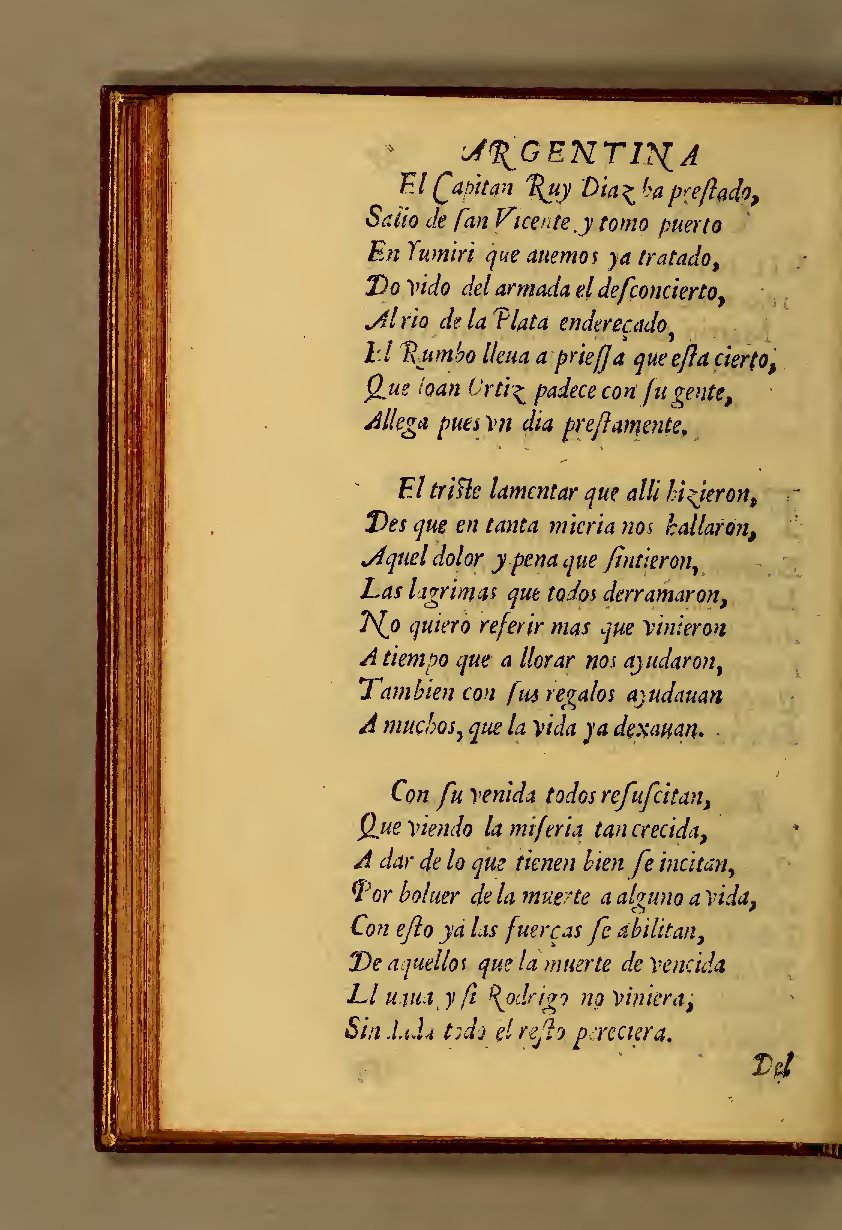 ARGENTINA
El Capitan Ruy Diaz ha preſtado,
Salio de ſan Vicente, y tomo puerto
En Yumiri que auemos ya tratado,
Do vido del armada el deſconcierto,
Al rio de la Plata endereçado,
El Rumbo lleua a prieſſa que eſta cierto,
Que Ioan Ortiz padece con ſu gente,
Allega pues vn dia preſtamente.
El triſte lamentar que alli hizieron,
Des que en tanta micria nos hallaron,
Aquel dolor y pena que ſintieron,
Las lagrimas que todos derramaron,
No quiero referir mas que vinieron
A tiempo que a llorar nos ayudaron,
Tambien con ſus regalos ayudauan
A muchos, que la vida ya dexauan.
Con ſu venida todos reſuſcitan,
Que viendo la miſeria tan crecida,
A dar de lo que tienen bien ſe incitan,
Por boluer de la muerte a alguno a vida,
Con eſto ya las fuerças ſe abilitan,
De aquellos que la muerte de vencida
y ſi Rodrigo no viniera,
Sin duda todo el reſto pereciera.
Del